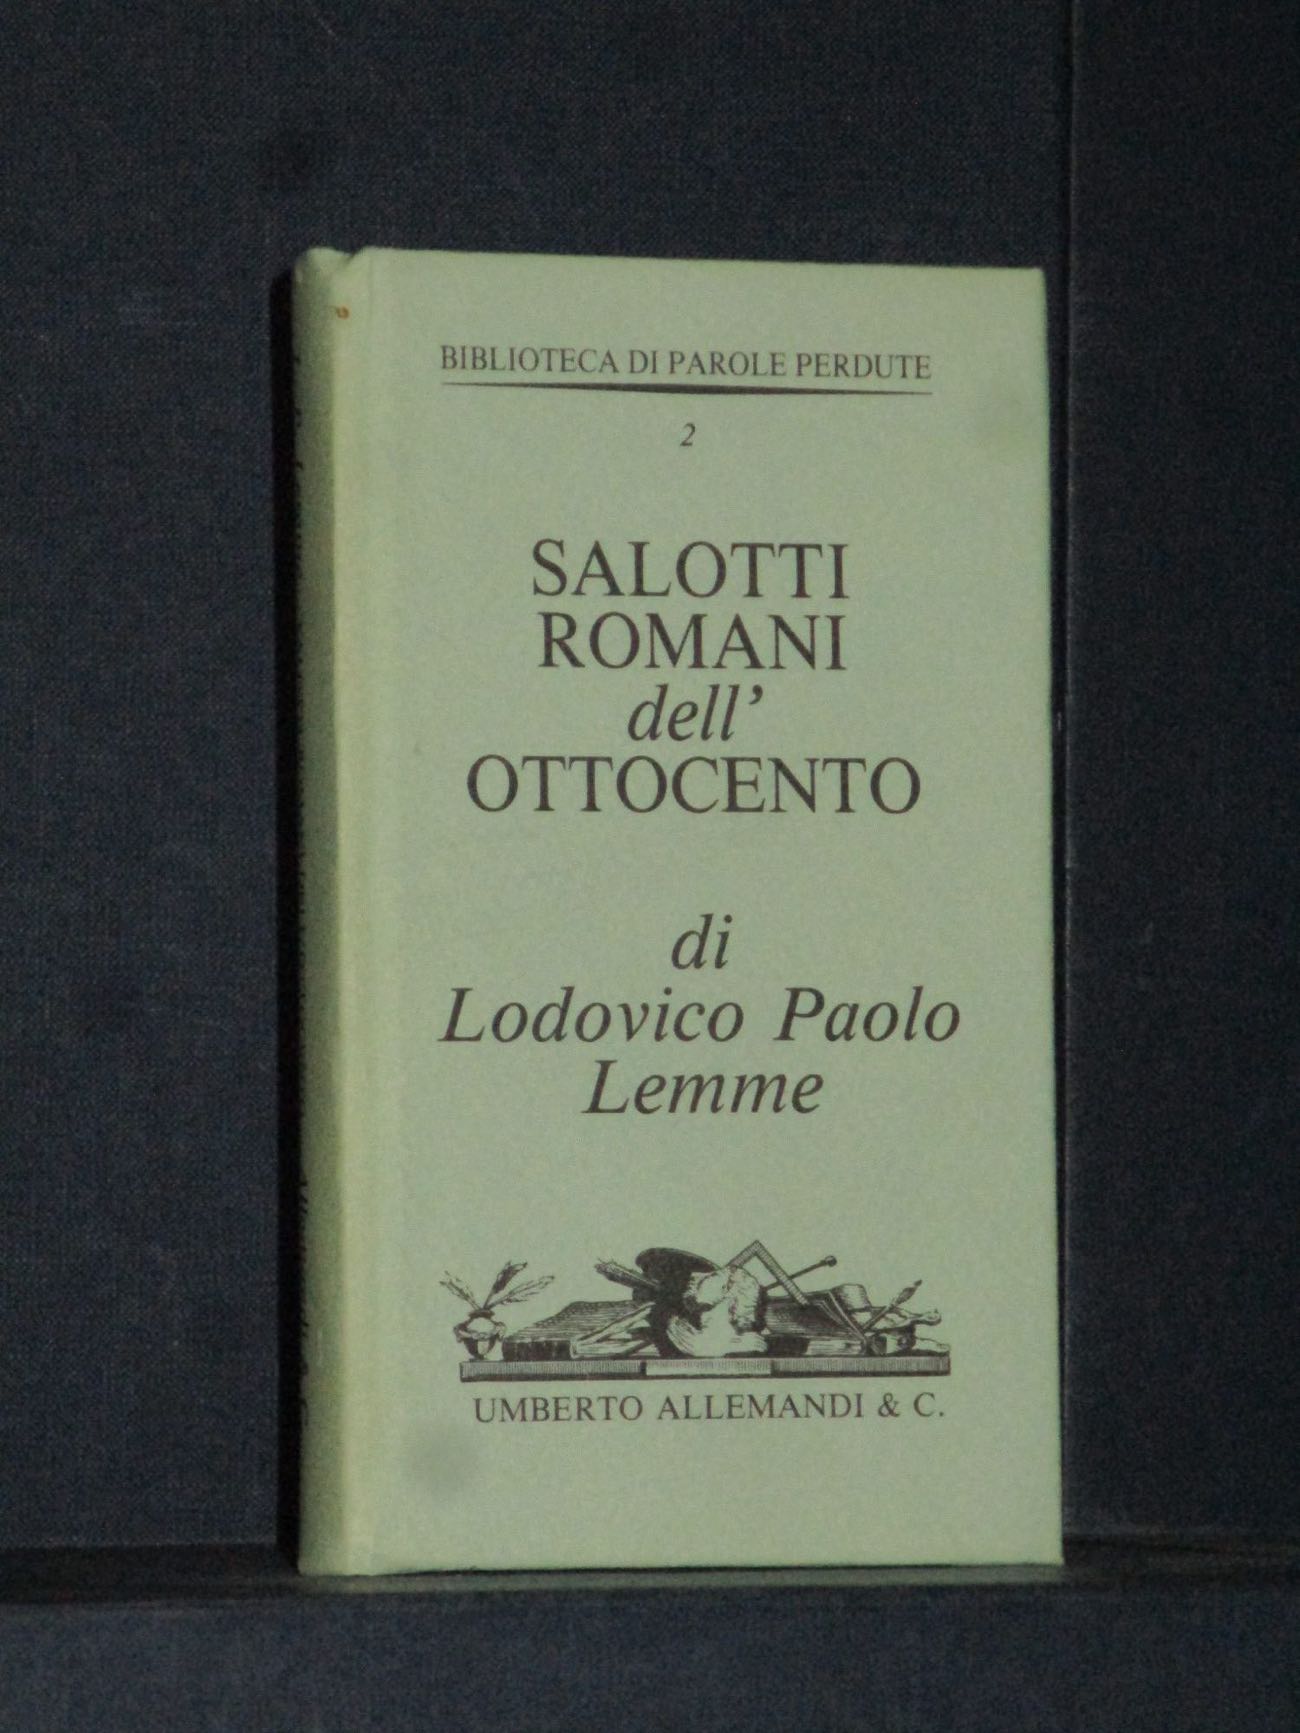 BIBLIOTECA DI PAROLE PERDUTE
2
SALOTTI
ROMANI
dell'
OTTOCENTO
di
Lodovico Paolo
Lemme
UMBERTO ALLEMANDI & C.